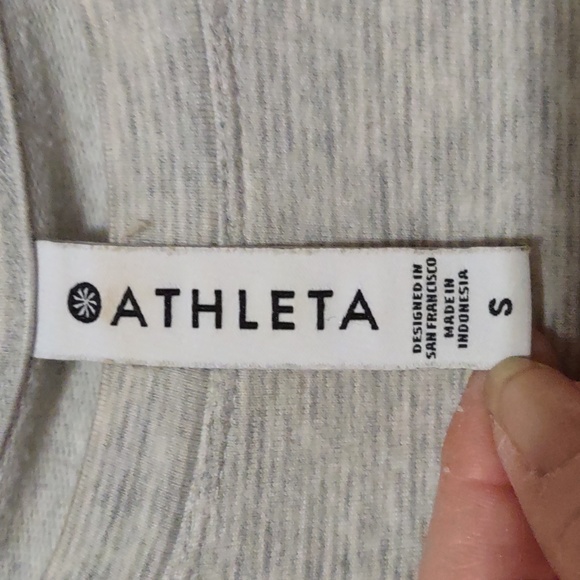 ATHLETA
DESIGNED IN
SAN FRANCISCO
MADE IN
INDONESIA
S